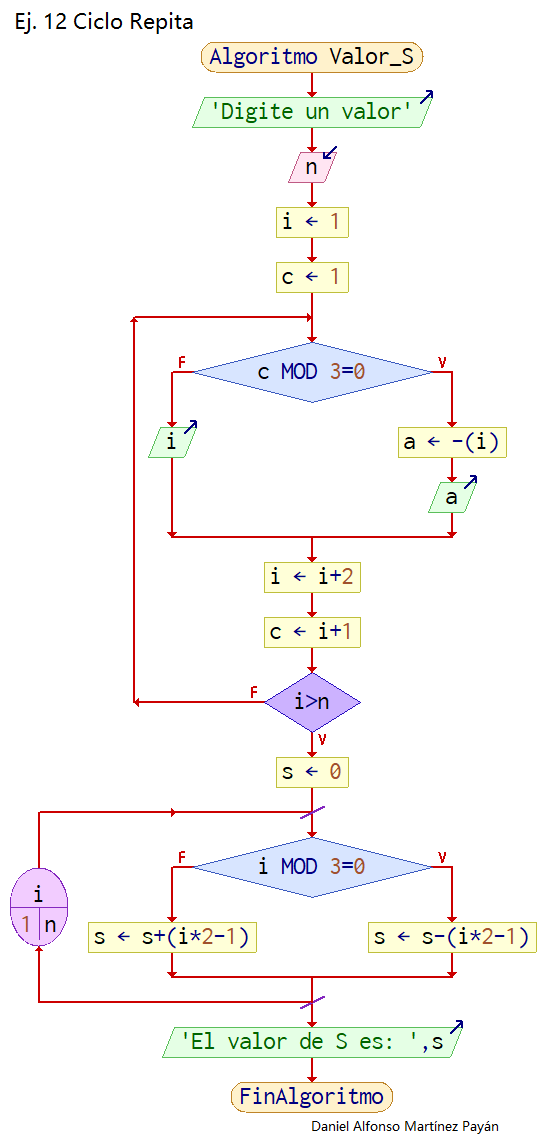 Ej. 12 Ciclo Repita
Algoritmo Valor_S
'Digite un valor'
n
i ← 1
c ← 1
F
V
c MOD 3=0
i
a ← -(i)
a
i ← i+2
c ← i+1
F
i>n
V
s ← 0
F
V
i MOD 3=0
i
1 n
s ← s+(i*2-1)
s ← s-(i*2-1)
'El valor de S es: ',s
FinAlgoritmo
Daniel Alfonso Martínez Payán